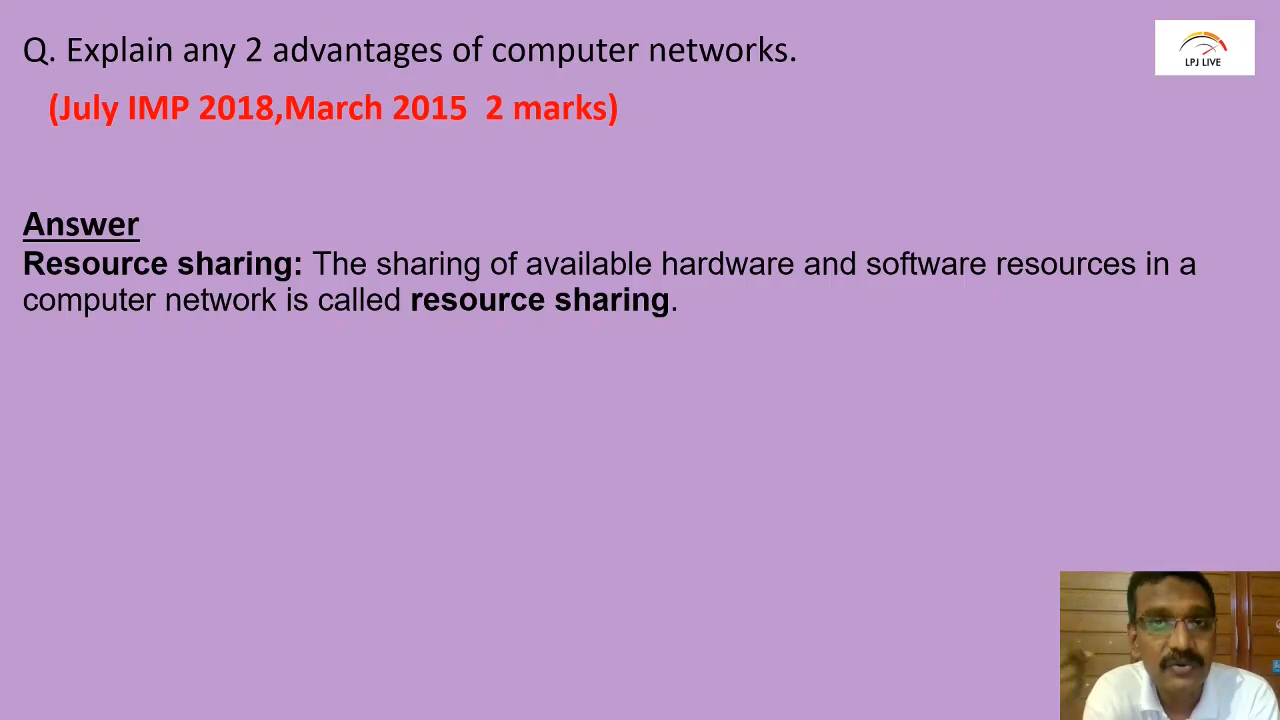 Q. Explain any 2 advantages of computer networks.
LPJ LIVE
(July IMP 2018,March 2015  2 marks)
Answer
Resource sharing: The sharing of available hardware and software resources in a
computer network is called resource sharing.